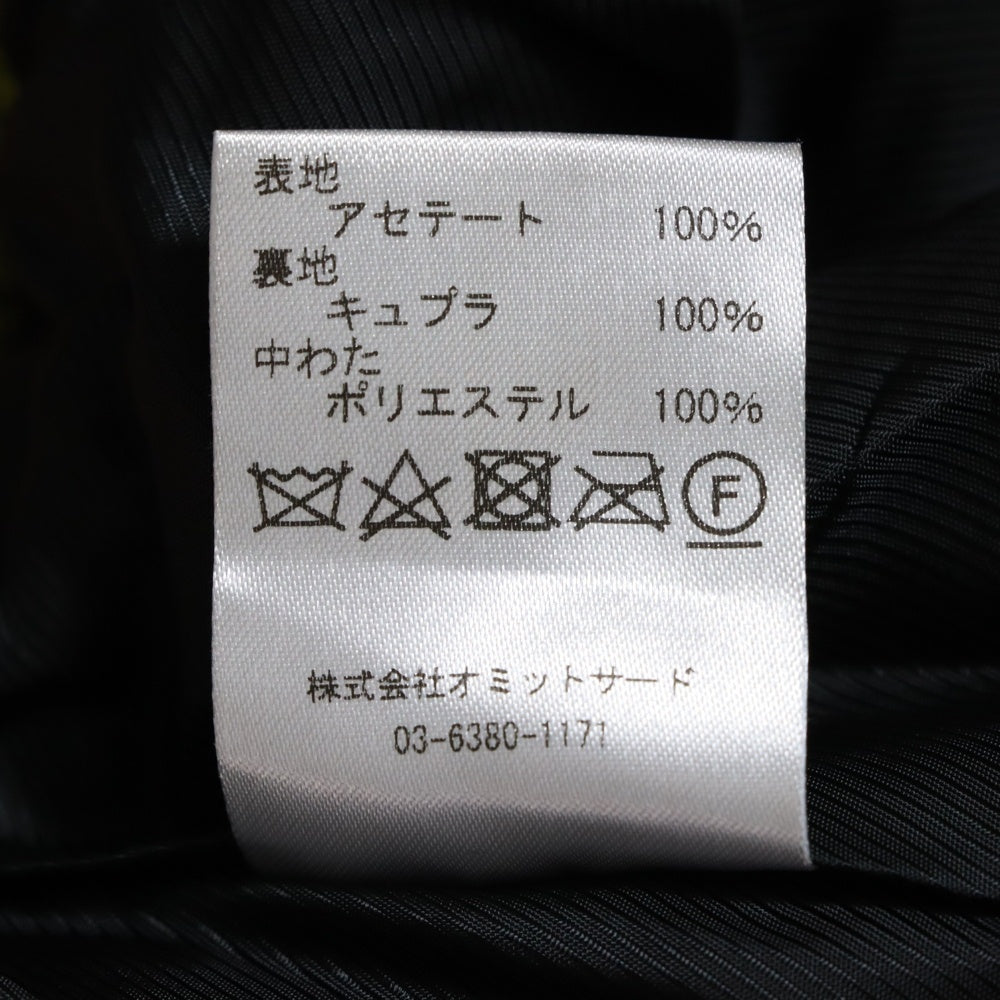 表地
アセテート 100%
裏地
キュプラ 100%
中わた
ポリエステル 100%
F
株式会社オミットサード
03-6380-1171